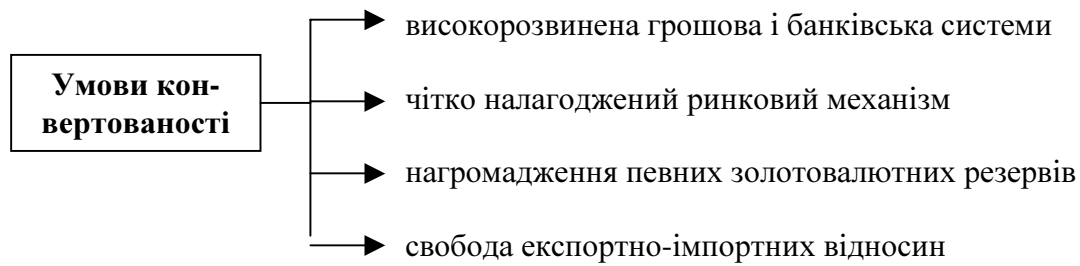 високорозвинена грошова і банківська системи
Умови кон-
вертованості
чітко налагоджений ринковий механізм
нагромадження певних золотовалютних резервів
свобода експортно-імпортних відносин